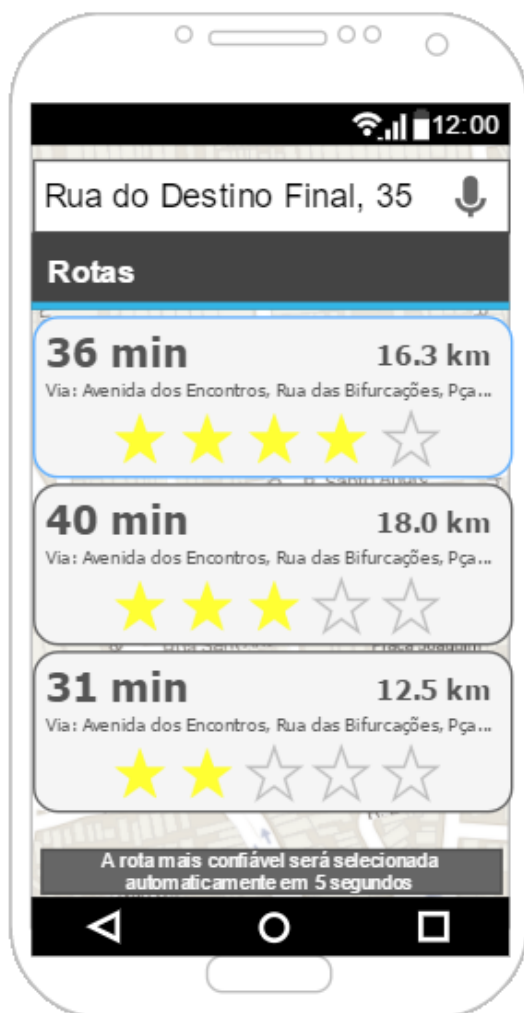 12:00
Rua do Destino Final, 35
Rotas
36 min 16.3 km
Via: Avenida dos Encontros, Rua das Bifurcações, Pça...
40 min 18.0 km
Via: Avenida dos Encontros, Rua das Bifurcações, Pça...
31 min 12.5 km
Via: Avenida dos Encontros, Rua das Bifurcações, Pça...
A rota mais confiável será selecionada
automaticamente em 5 segundos